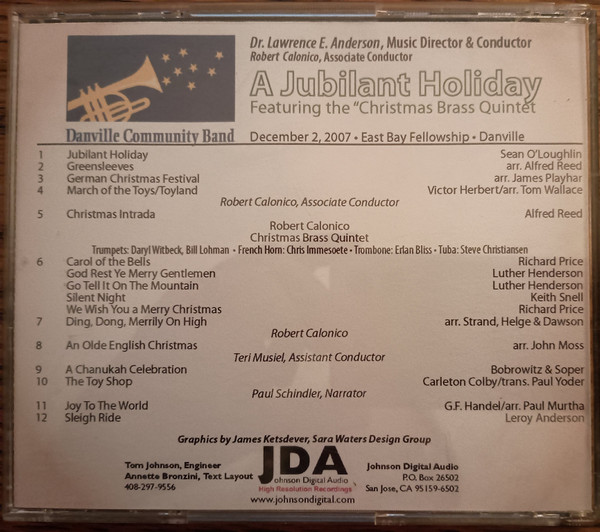 Dr. Lawrence E. Anderson, Music Director & Conductor
Robert Calonico, Associate Conductor
A Jubilant Holiday
Featuring the "Christmas Brass Quintet
Danville Community Band
December 2, 2007 • East Bay Fellowship • Danville
1 Jubilant Holiday Sean O'Loughlin
2 Greensleeves arr. Alfred Reed
3 German Christmas Festival arr. James Playhar
4 March of the Toys/Toyland Victor Herbert/arr. Tom Wallace
Robert Calonico, Associate Conductor
5 Christmas Intrada Alfred Reed
Robert Calonico
Christmas Brass Quintet
Trumpets: Daryl Witbeck, Bill Lohman • French Horn: Chris Immesoete • Trombone: Erlan Bliss • Tuba: Steve Christiansen
6 Carol of the Bells Richard Price
God Rest Ye Merry Gentlemen Luther Henderson
Go Tell It On The Mountain Luther Henderson
Silent Night Keith Snell
We Wish You a Merry Christmas Richard Price
7 Ding, Dong, Merrily On High arr. Strand, Helge & Dawson
Robert Calonico
8 An Olde English Christmas arr. John Moss
Teri Musiel, Assistant Conductor
9 A Chanukah Celebration Bobrowitz & Soper
10 The Toy Shop Carleton Colby/trans. Paul Yoder
Paul Schindler, Narrator
11 Joy To The World G.F. Handel/arr. Paul Murtha
12 Sleigh Ride Leroy Anderson
Graphics by James Ketsdever, Sara Waters Design Group
Tom Johnson, Engineer
Annette Bronzini, Text Layout
408-297-9556
JDA
Johnson Digital Audio
High Resolution Recordings
www.johnsondigital.com
Johnson Digital Audio
P.O. Box 26502
San Jose, CA 95159-6502